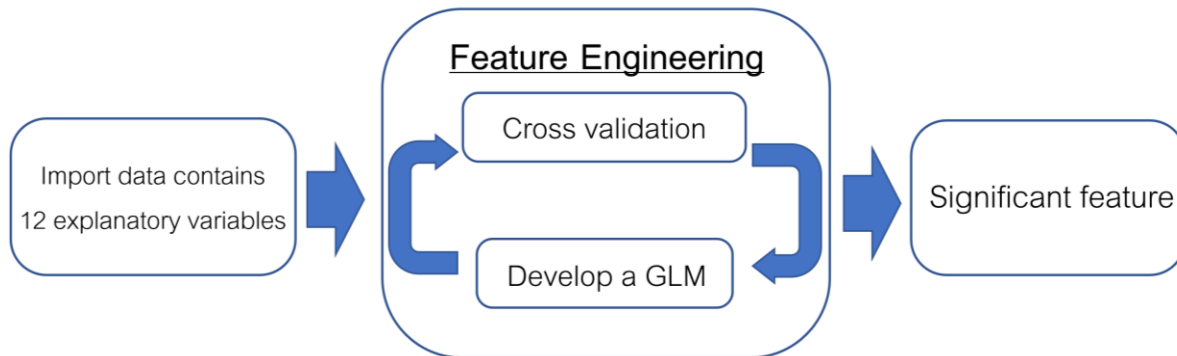 Import data contains
12 explanatory variables
Feature Engineering
Cross validation
Develop a GLM
Significant feature